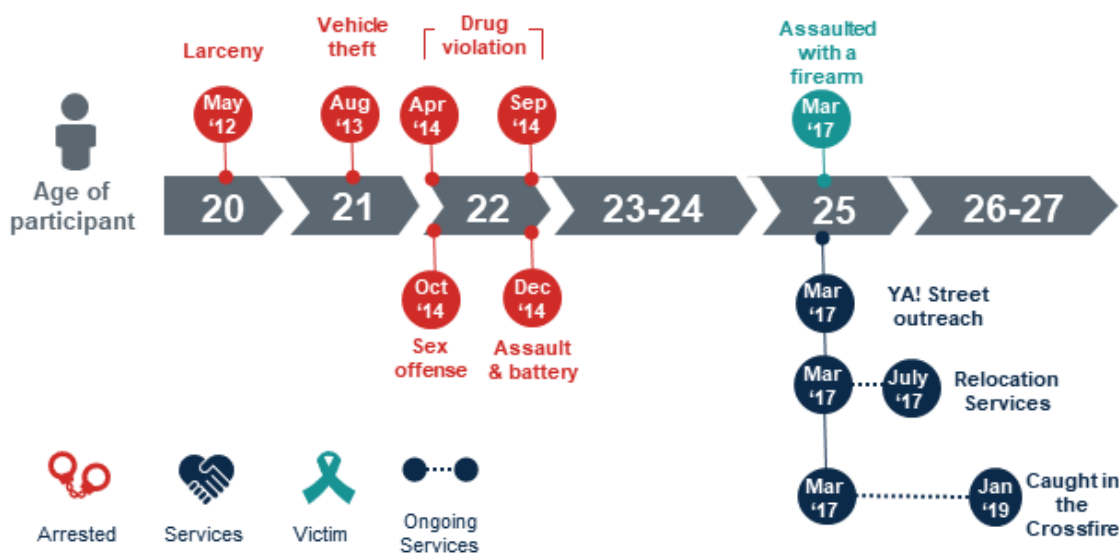 Larceny
Vehicle
theft
Drug
violation
Assaulted
with a
firearm
May
‘12
Aug
‘13
Apr
‘14
Sep
‘14
Mar
‘17
Age of
participant
20
21
22
23-24
25
26-27
Oct
‘14
Dec
‘14
Sex
offense
Assault
& battery
Mar
‘17
YA! Street
outreach
Mar
‘17
July
‘17
Relocation
Services
Mar
‘17
Jan
‘19
Caught in
the
Crossfire
Arrested
Services
Victim
Ongoing
Services